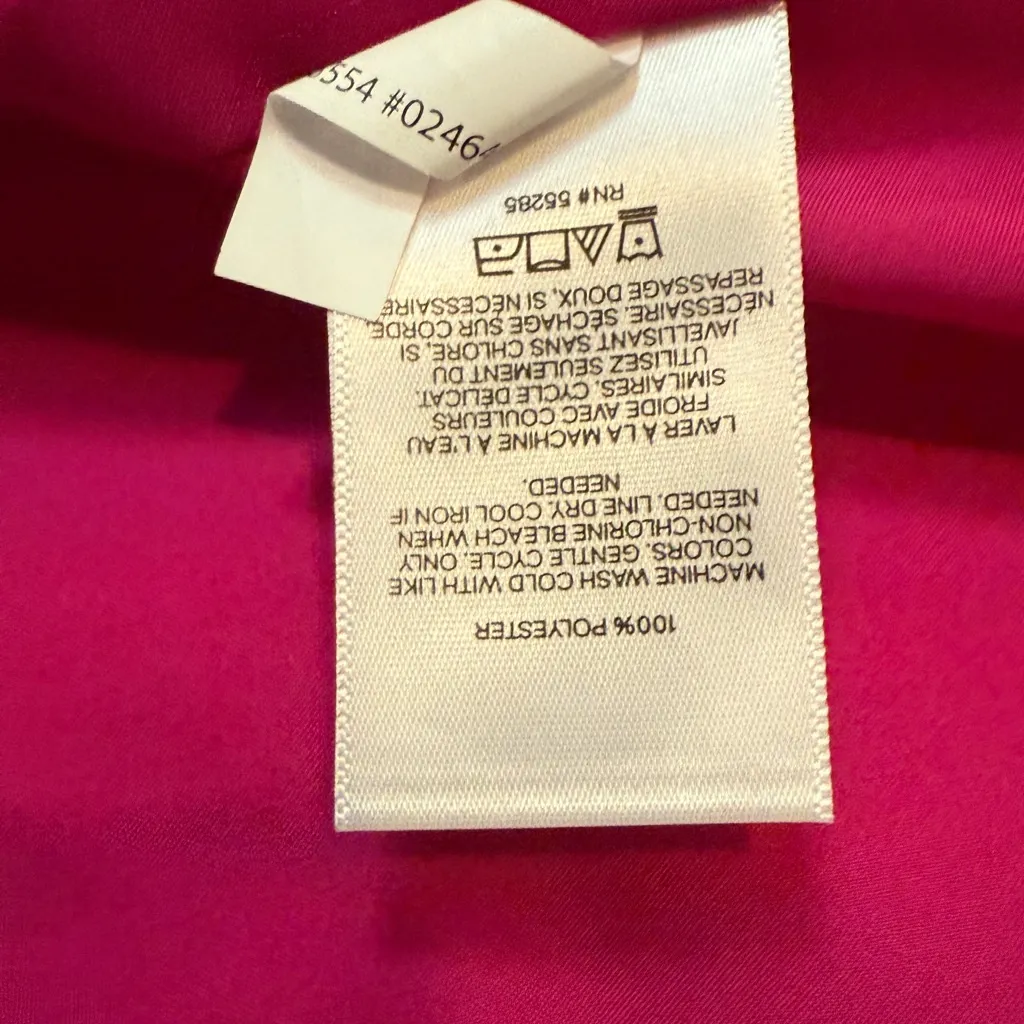 100% POLYESTER
MACHINE WASH COLD WITH LIKE
COLORS. GENTLE CYCLE. ONLY
NON-CHLORINE BLEACH WHEN
NEEDED. LINE DRY. COOL IRON IF
NEEDED.
LAVER À LA MACHINE À L'EAU
FROIDE AVEC COULEURS
SIMILAIRES. CYCLE DÉLICAT.
UTILISEZ SEULEMENT DU
JAVELLISANT SANS CHLORE, SI
NÉCESSAIRE. SÉCHAGE SUR CORDE.
REPASSAGE DOUX, SI NÉCESSAIRE
RN# 55285
554 #0246